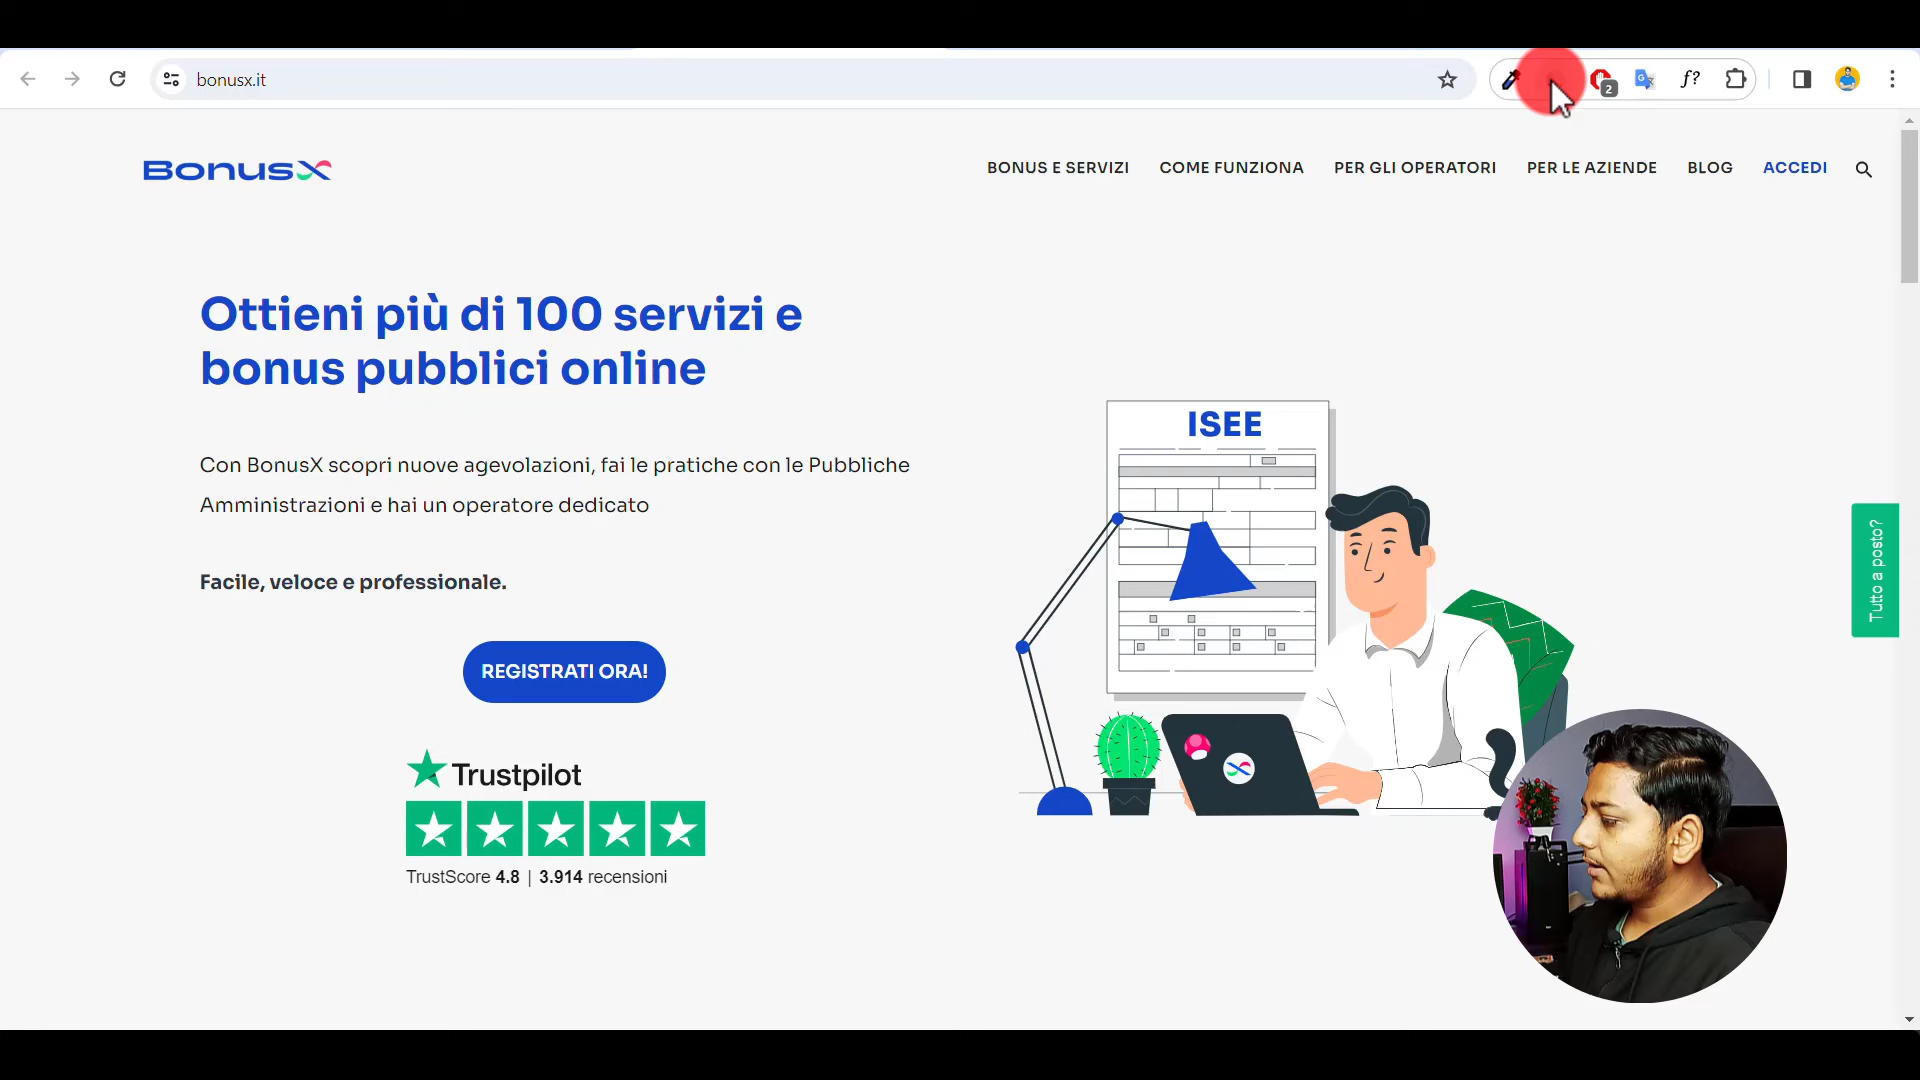 bonusx.it
2
f?
BonusX
BONUS E SERVIZI
COME FUNZIONA
PER GLI OPERATORI
PER LE AZIENDE
BLOG
ACCEDI
Ottieni più di 100 servizi e
bonus pubblici online
Con BonusX scopri nuove agevolazioni, fai le pratiche con le Pubbliche
Amministrazioni e hai un operatore dedicato
Facile, veloce e professionale.
REGISTRATI ORA!
Trustpilot
TrustScore 4.8 | 3.914 recensioni
ISEE
Tutto a posto?